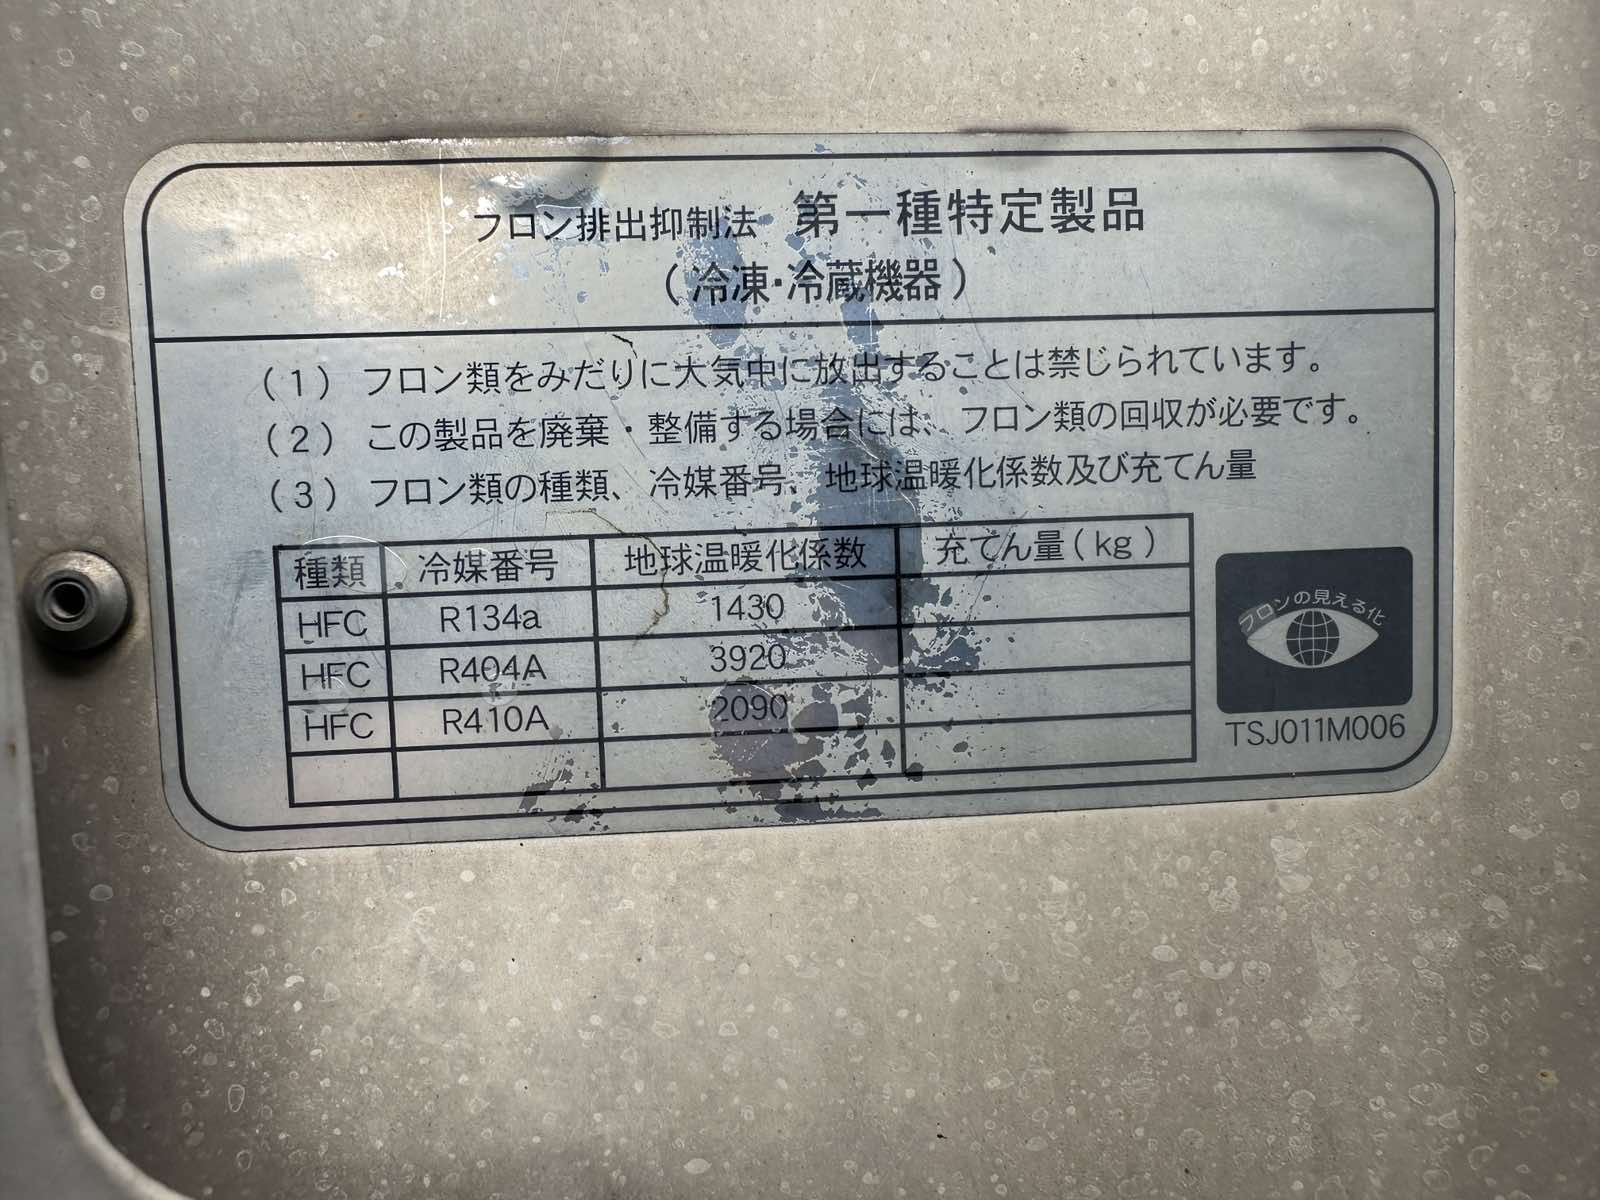 フロン排出抑制法 第一種特定製品
(冷凍・冷蔵機器)
(1) フロン類をみだりに大気中に放出することは禁じられています。
(2) この製品を廃棄・整備する場合には、フロン類の回収が必要です。
(3) フロン類の種類、冷媒番号、地球温暖化係数及び充てん量
種類 冷媒番号 地球温暖化係数 充てん量(kg)
HFC R134a 1430
HFC R404A 3920
HFC R410A 2090
フロンの見える化
TSJ011M006